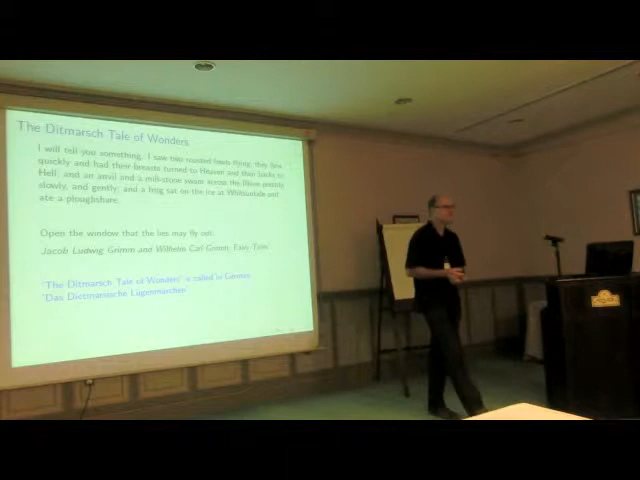 The Ditmarsch Tale of Wonders
I will tell you something. I saw two roasted fowls flying; they flew
quickly and had their breasts turned to Heaven and their backs to
Hell; and an anvil and a mill-stone swam across the Rhine prettily
slowly, and gently; and a frog sat on the ice at Whitsuntide and
ate a ploughshare.
Open the window that the lies may fly out.
Jacob Ludwig Grimm and Wilhelm Carl Grimm, Fairy Tales
'The Ditmarsch Tale of Wonders' is called in German
'Das Dietmarsische Lügenmärchen'